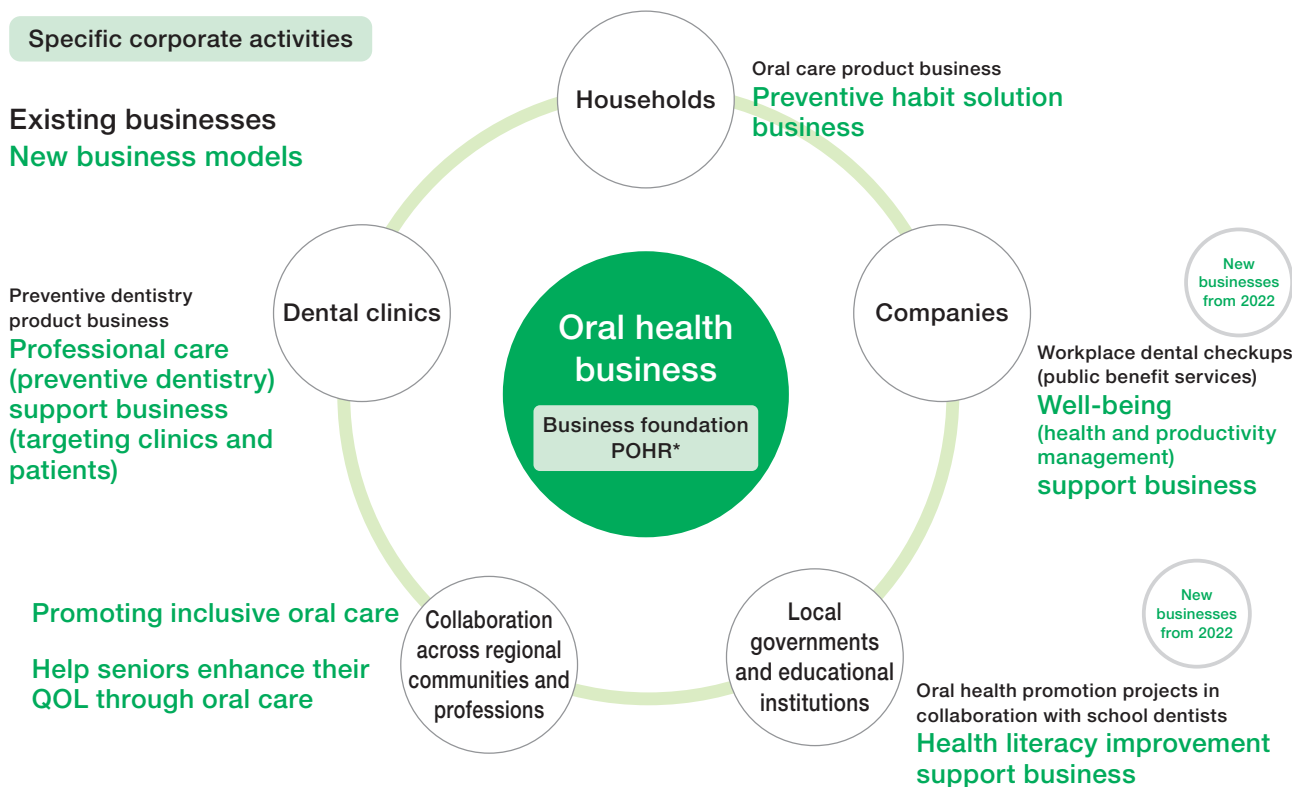 Specific corporate activities
Existing businesses
New business models
Households
Oral care product business
Preventive habit solution
business
Dental clinics
Preventive dentistry
product business
Professional care
(preventive dentistry)
support business
(targeting clinics and
patients)
Oral health
business
Business foundation
POHR*
Companies
New
businesses
from 2022
Workplace dental checkups
(public benefit services)
Well-being
(health and productivity
management)
support business
Promoting inclusive oral care
Help seniors enhance their
QOL through oral care
Collaboration
across regional
communities and
professions
Local
governments
and educational
institutions
New
businesses
from 2022
Oral health promotion projects in
collaboration with school dentists
Health literacy improvement
support business